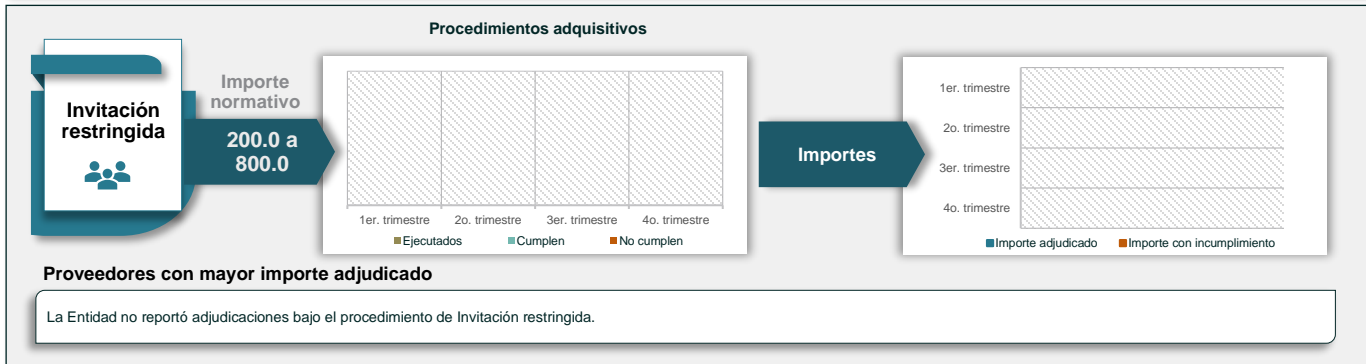 Procedimientos adquisitivos
Invitación
restringida
Importe
normativo
200.0 a
800.0
1er. trimestre
2o. trimestre
3er. trimestre
4o. trimestre
Ejecutados
Cumplen
No cumplen
Importes
1er. trimestre
2o. trimestre
3er. trimestre
4o. trimestre
Importe adjudicado
Importe con incumplimiento
Proveedores con mayor importe adjudicado
La Entidad no reportó adjudicaciones bajo el procedimiento de Invitación restringida.